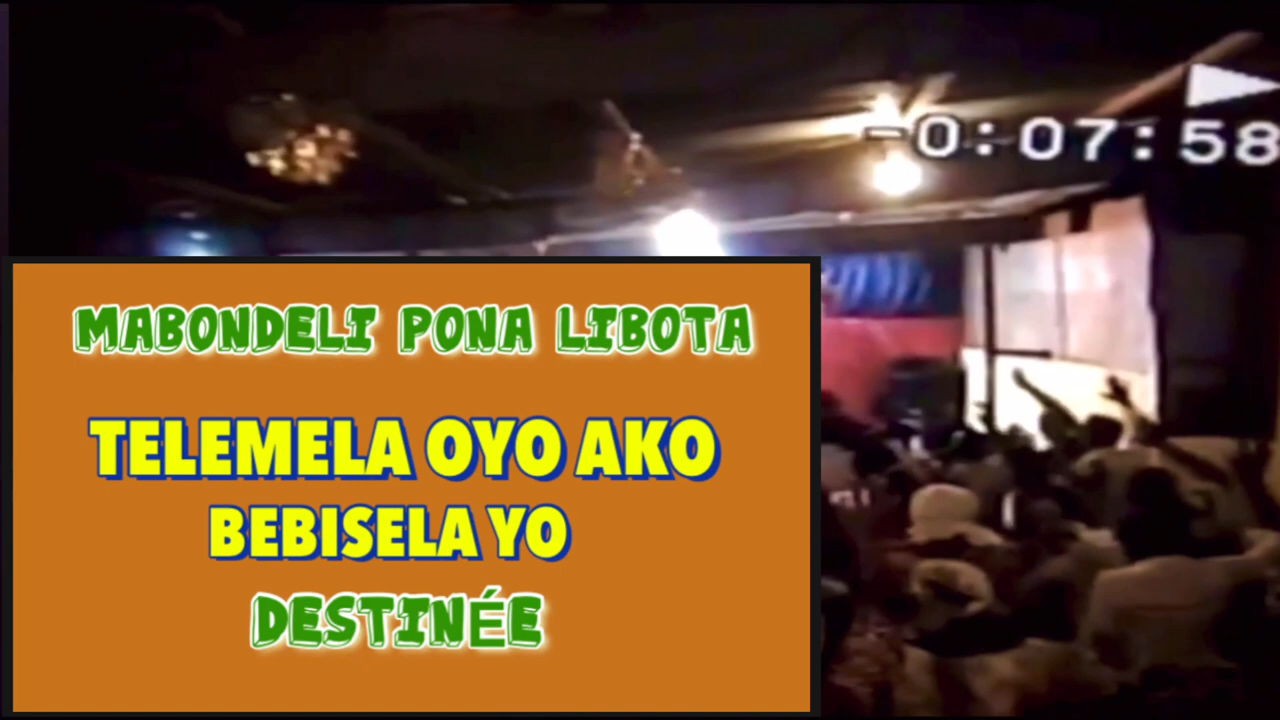 -0:07:58
MABONDELI PONA LIBOTA
TELEMELA OYO AKO
BEBISELA YO
DESTINÉE